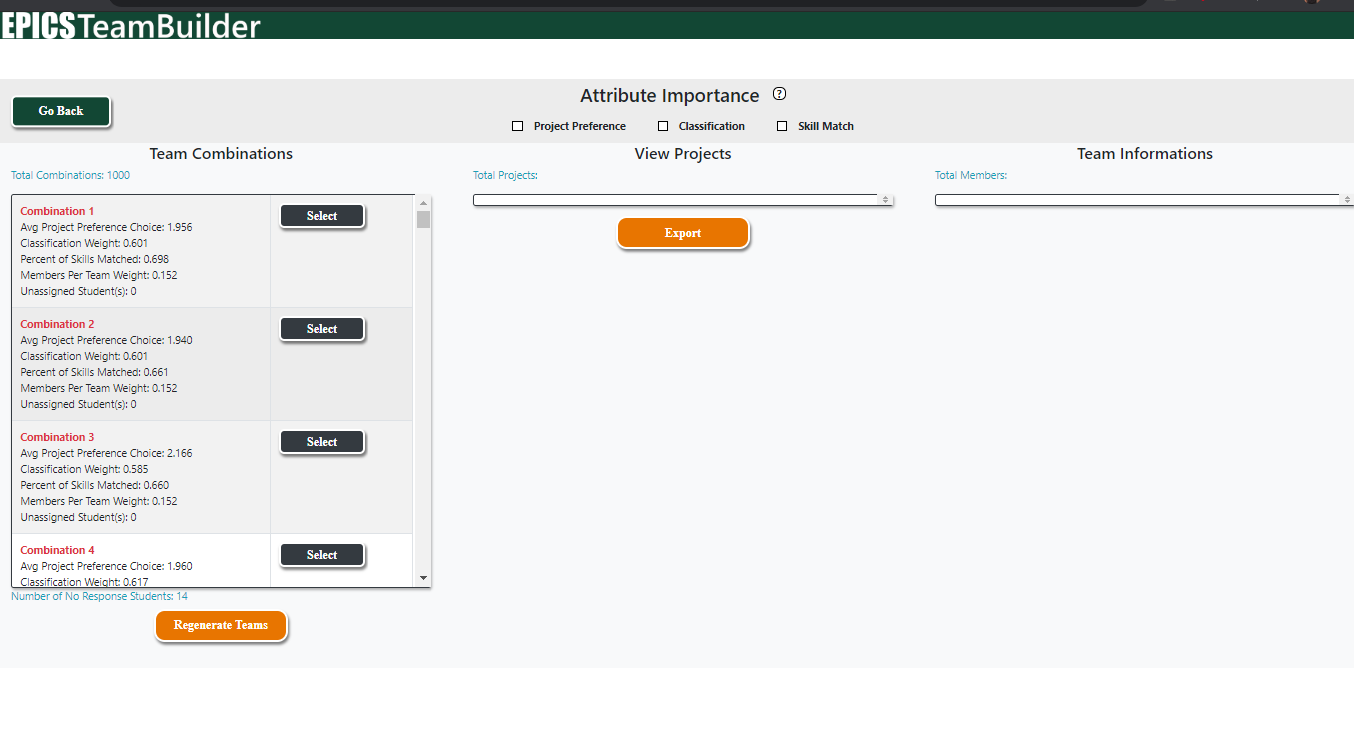 EPICSTeamBuilder
Go Back
Attribute Importance ?
Project Preference Classification Skill Match
Team Combinations
Total Combinations: 1000
Combination 1
Avg Project Preference Choice: 1.956
Classification Weight: 0.601
Percent of Skills Matched: 0.698
Members Per Team Weight: 0.152
Unassigned Student(s): 0
Select
Combination 2
Avg Project Preference Choice: 1.940
Classification Weight: 0.601
Percent of Skills Matched: 0.661
Members Per Team Weight: 0.152
Unassigned Student(s): 0
Select
Combination 3
Avg Project Preference Choice: 2.166
Classification Weight: 0.585
Percent of Skills Matched: 0.660
Members Per Team Weight: 0.152
Unassigned Student(s): 0
Select
Combination 4
Avg Project Preference Choice: 1.960
Classification Weight: 0.617
Select
Number of No Response Students: 14
Regenerate Teams
View Projects
Total Projects:
Export
Team Informations
Total Members: